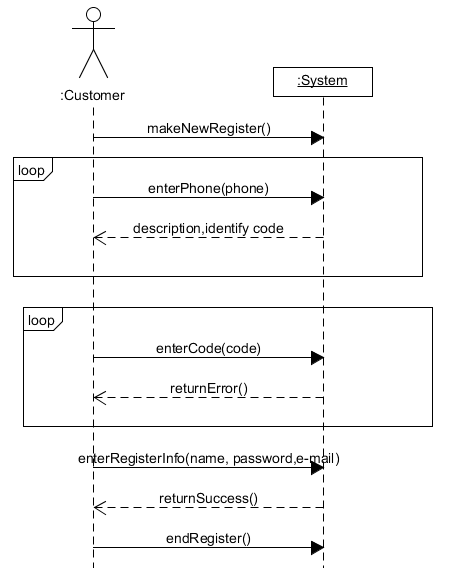 :Customer
:System
makeNewRegister()
loop
enterPhone(phone)
description,identify code
loop
enterCode(code)
returnError()
enterRegisterInfo(name, password,e-mail)
returnSuccess()
endRegister()